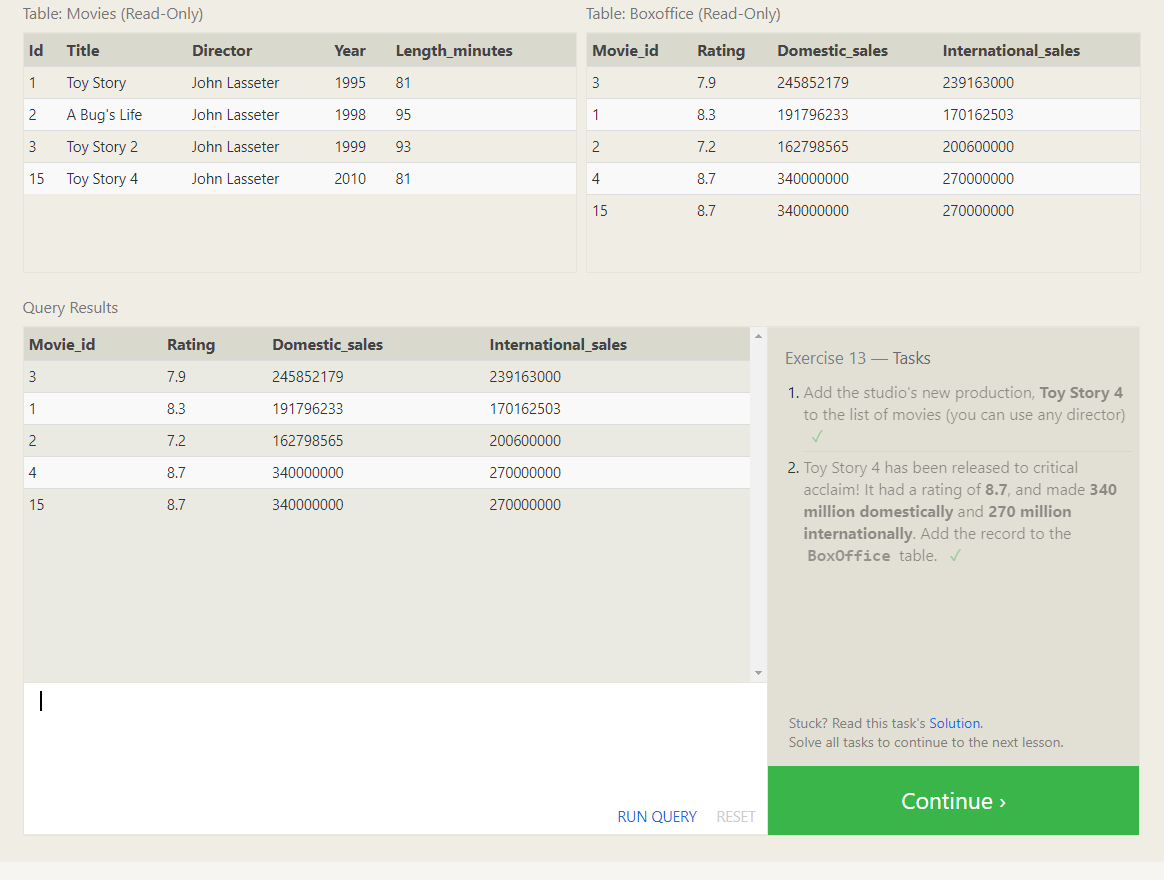 Table: Movies (Read-Only)
Id Title Director Year Length_minutes
1 Toy Story John Lasseter 1995 81
2 A Bug's Life John Lasseter 1998 95
3 Toy Story 2 John Lasseter 1999 93
15 Toy Story 4 John Lasseter 2010 81
Table: Boxoffice (Read-Only)
Movie_id Rating Domestic_sales International_sales
3 7.9 245852179 239163000
1 8.3 191796233 170162503
2 7.2 162798565 200600000
4 8.7 340000000 270000000
15 8.7 340000000 270000000
Query Results
Movie_id Rating Domestic_sales International_sales
3 7.9 245852179 239163000
1 8.3 191796233 170162503
2 7.2 162798565 200600000
4 8.7 340000000 270000000
15 8.7 340000000 270000000
RUN QUERY RESET
Exercise 13 — Tasks
1. Add the studio's new production, Toy Story 4
to the list of movies (you can use any director)
✓
2. Toy Story 4 has been released to critical
acclaim! It had a rating of 8.7, and made 340
million domestically and 270 million
internationally. Add the record to the
BoxOffice table. ✓
Stuck? Read this task's Solution.
Solve all tasks to continue to the next lesson.
Continue ›